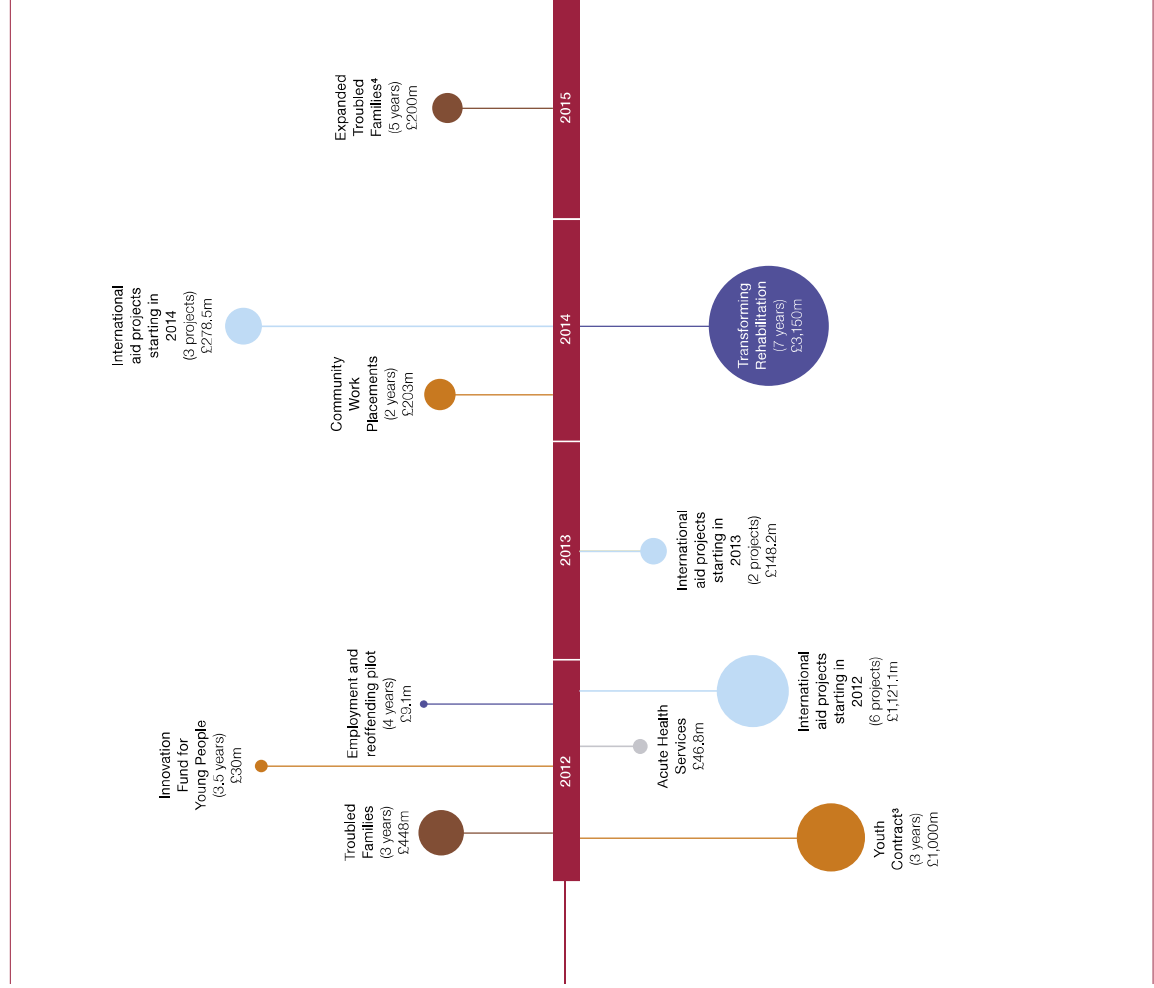 Expanded
Troubled
Families⁴
(5 years)
£200m
2015
International
aid projects
starting in
2014
(3 projects)
£278.5m
2014
Transforming
Rehabilitation
(7 years)
£3,150m
Community
Work
Placements
(2 years)
£203m
2013
International
aid projects
starting in
2013
(2 projects)
£148.2m
Employment and
reoffending pilot
(4 years)
£9.1m
International
aid projects
starting in
2012
(6 projects)
£1,121.1m
Innovation
Fund for
Young People
(3.5 years)
£30m
2012
Acute Health
Services
£46.8m
Troubled
Families
(3 years)
£448m
Youth
Contract³
(3 years)
£1,000m